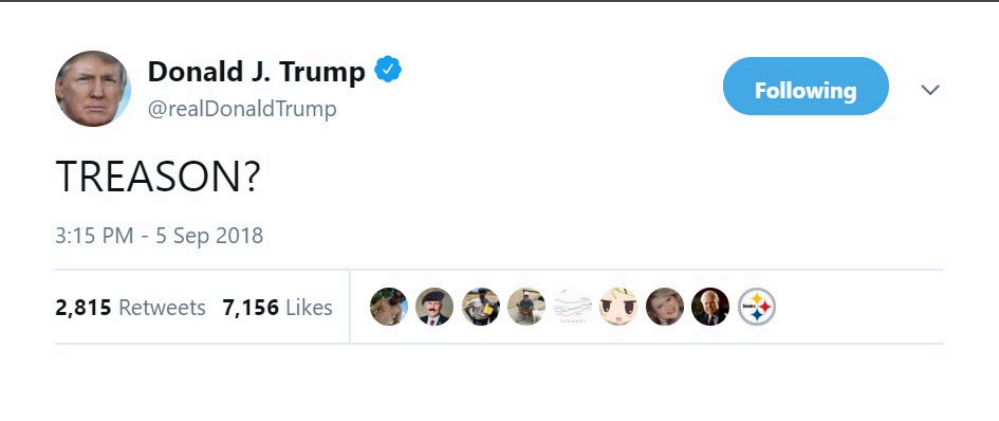 Donald J. Trump
@realDonaldTrump
Following
TREASON?
3:15 PM - 5 Sep 2018
2,815 Retweets 7,156 Likes